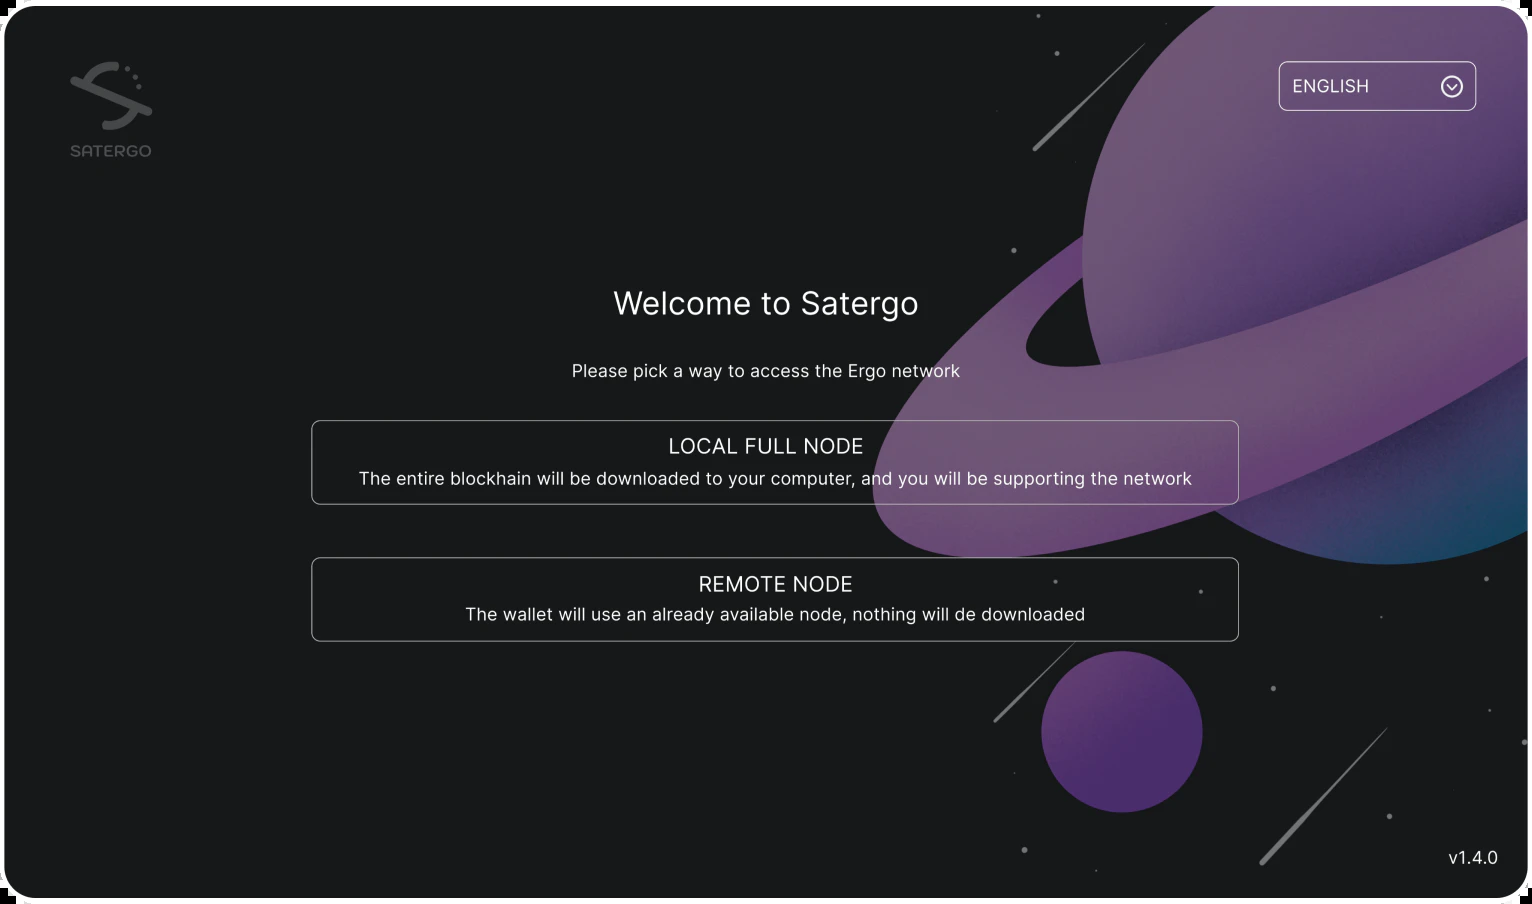 SATERGO
ENGLISH
Welcome to Satergo
Please pick a way to access the Ergo network
LOCAL FULL NODE
The entire blockhain will be downloaded to your computer, and you will be supporting the network
REMOTE NODE
The wallet will use an already available node, nothing will de downloaded
v1.4.0